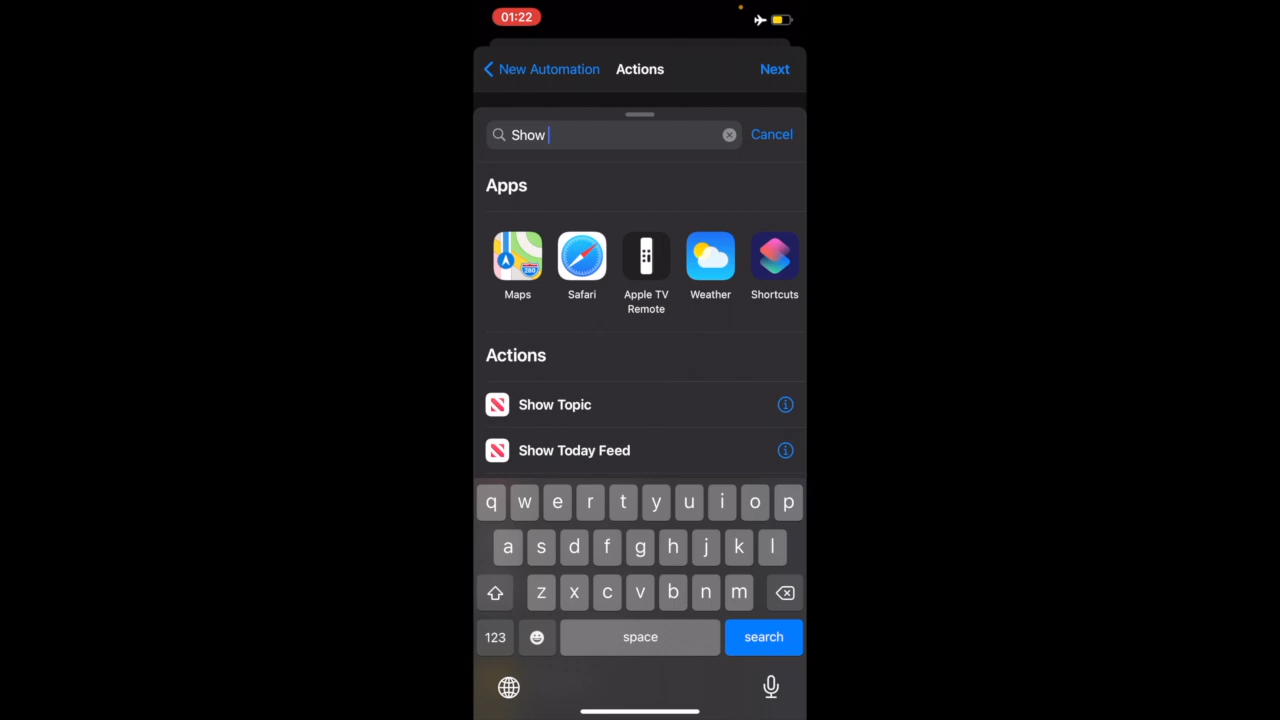 01:22
New Automation Actions Next
Show Cancel
Apps
280
Maps Safari Apple TV Remote Weather Shortcuts
Actions
Show Topic
Show Today Feed
q w e r t y u i o p
a s d f g h j k l
z x c v b n m
123 space search